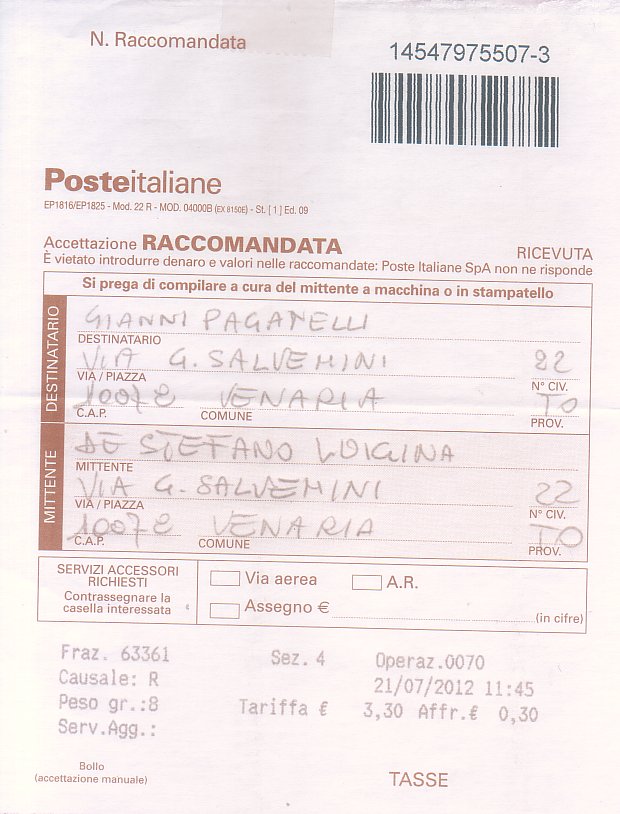 N. Raccomandata
14547975507-3
Posteitaliane
EP1816/EP1825 - Mod. 22 R - MOD. 04000B (EX 8150E) - St. [ 1 ] Ed. 09
Accettazione RACCOMANDATA
RICEVUTA
È vietato introdurre denaro e valori nelle raccomandate: Poste Italiane SpA non ne risponde
Si prega di compilare a cura del mittente a macchina o in stampatello
DESTINATARIO
GIANNI PAGANELLI
DESTINATARIO
VIA G. SALVEMINI 22
VIA / PIAZZA N° CIV.
10078 VENARIA TO
C.A.P. COMUNE PROV.
MITTENTE
DE STEFANO LUIGINA
MITTENTE
VIA G. SALVEMINI 22
VIA / PIAZZA N° CIV.
10078 VENARIA TO
C.A.P. COMUNE PROV.
SERVIZI ACCESSORI
RICHIESTI
Contrassegnare la
casella interessata
Via aerea A.R.
Assegno € (in cifre)
Fraz. 63361 Sez. 4 Operaz.0070
Causale: R 21/07/2012 11:45
Peso gr.:8 Tariffa € 3,30 Affr.€ 0,30
Serv.Agg.:
Bollo
(accettazione manuale)
TASSE